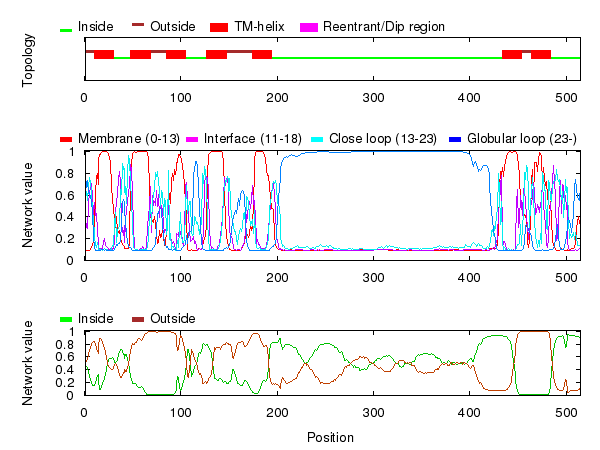 Inside Outside TM-helix Reentrant/Dip region
Topology
0 100 200 300 400 500
Membrane (0-13) Interface (11-18) Close loop (13-23) Globular loop (23-)
Network value
1
0.8
0.6
0.4
0.2
0
0 100 200 300 400 500
Inside Outside
Network value
1
0.8
0.6
0.4
0.2
0
0 100 200 300 400 500
Position